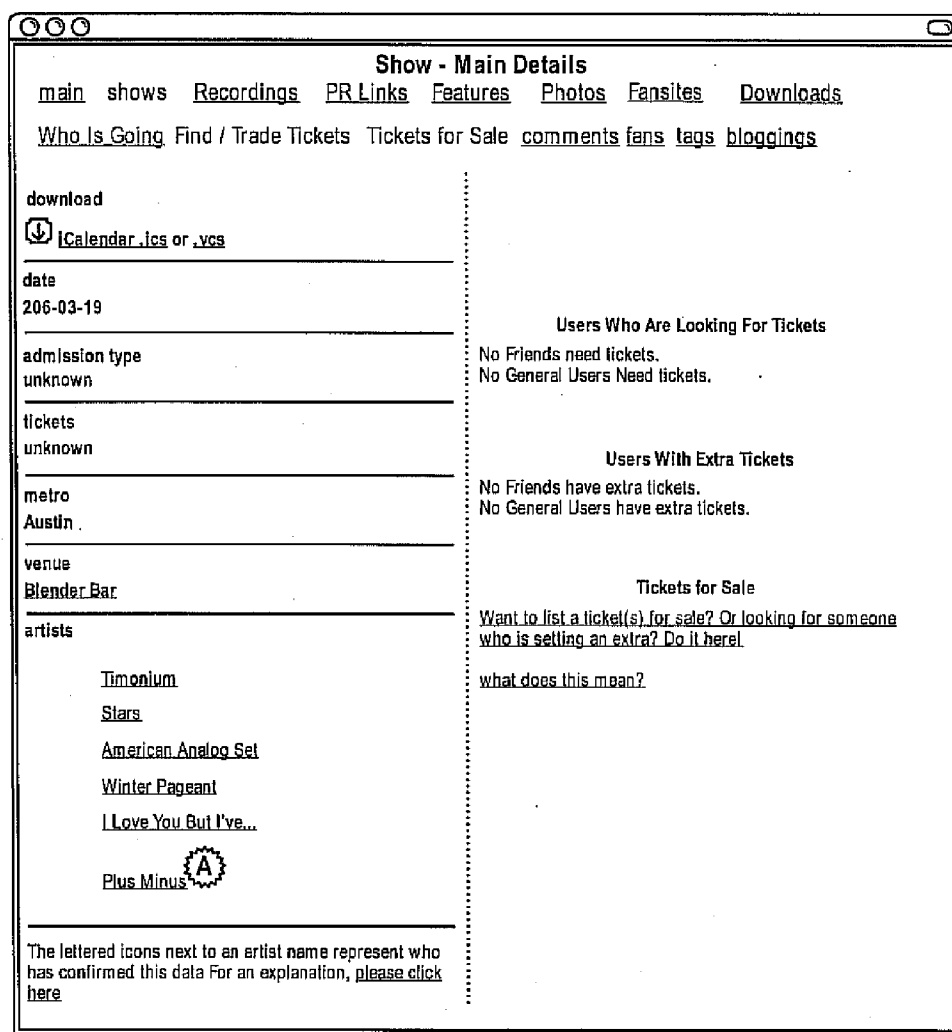 Show - Main Details
main shows Recordings PR Links Features Photos Fansites Downloads
Who Is Going Find / Trade Tickets Tickets for Sale comments fans tags bloggings
download
iCalendar .ics or .vcs
date
206-03-19
admission type
unknown
tickets
unknown
metro
Austin
venue
Blender Bar
artists
Timonium
Stars
American Analog Set
Winter Pageant
I Love You But I've...
Plus Minus A
The lettered icons next to an artist name represent who
has confirmed this data For an explanation, please click
here
Users Who Are Looking For Tickets
No Friends need tickets.
No General Users Need tickets.
Users With Extra Tickets
No Friends have extra tickets.
No General Users have extra tickets.
Tickets for Sale
Want to list a ticket(s) for sale? Or looking for someone
who is setting an extra? Do it here!
what does this mean?